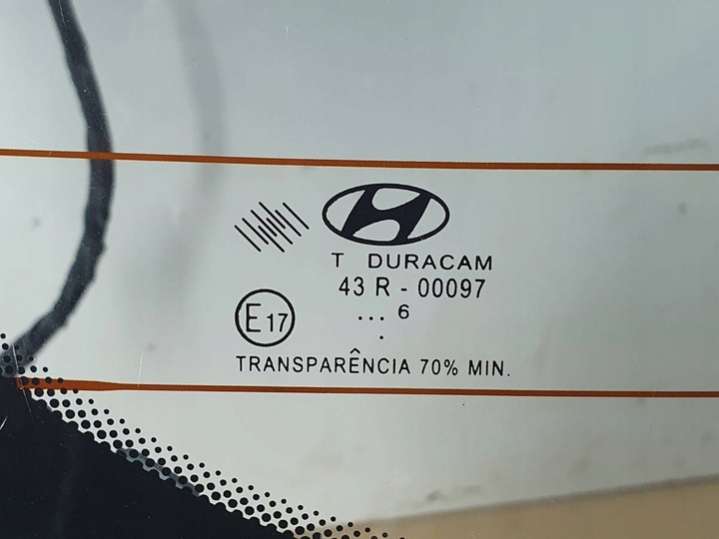 T DURACAM
43 R - 00097
E17
... 6
.
TRANSPARÊNCIA 70% MIN.